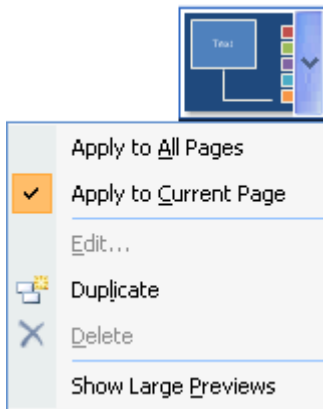 Text
Apply to All Pages
Apply to Current Page
Edit...
Duplicate
Delete
Show Large Previews